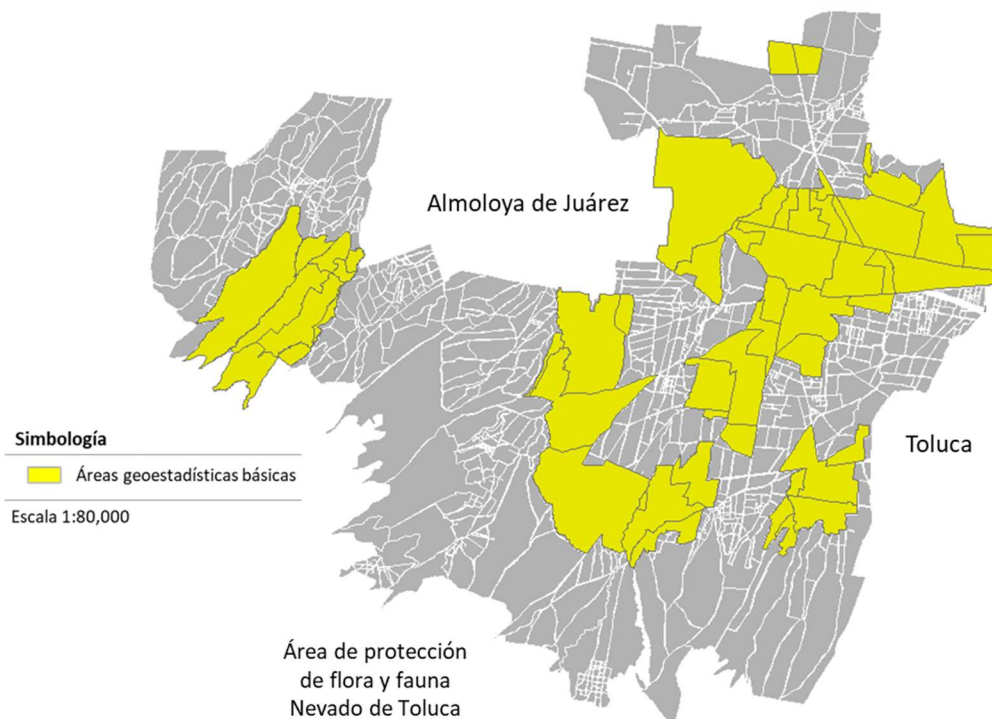 Almoloya de Juárez
Simbología
Áreas geoestadísticas básicas
Escala 1:80,000
Toluca
Área de protección
de flora y fauna
Nevado de Toluca